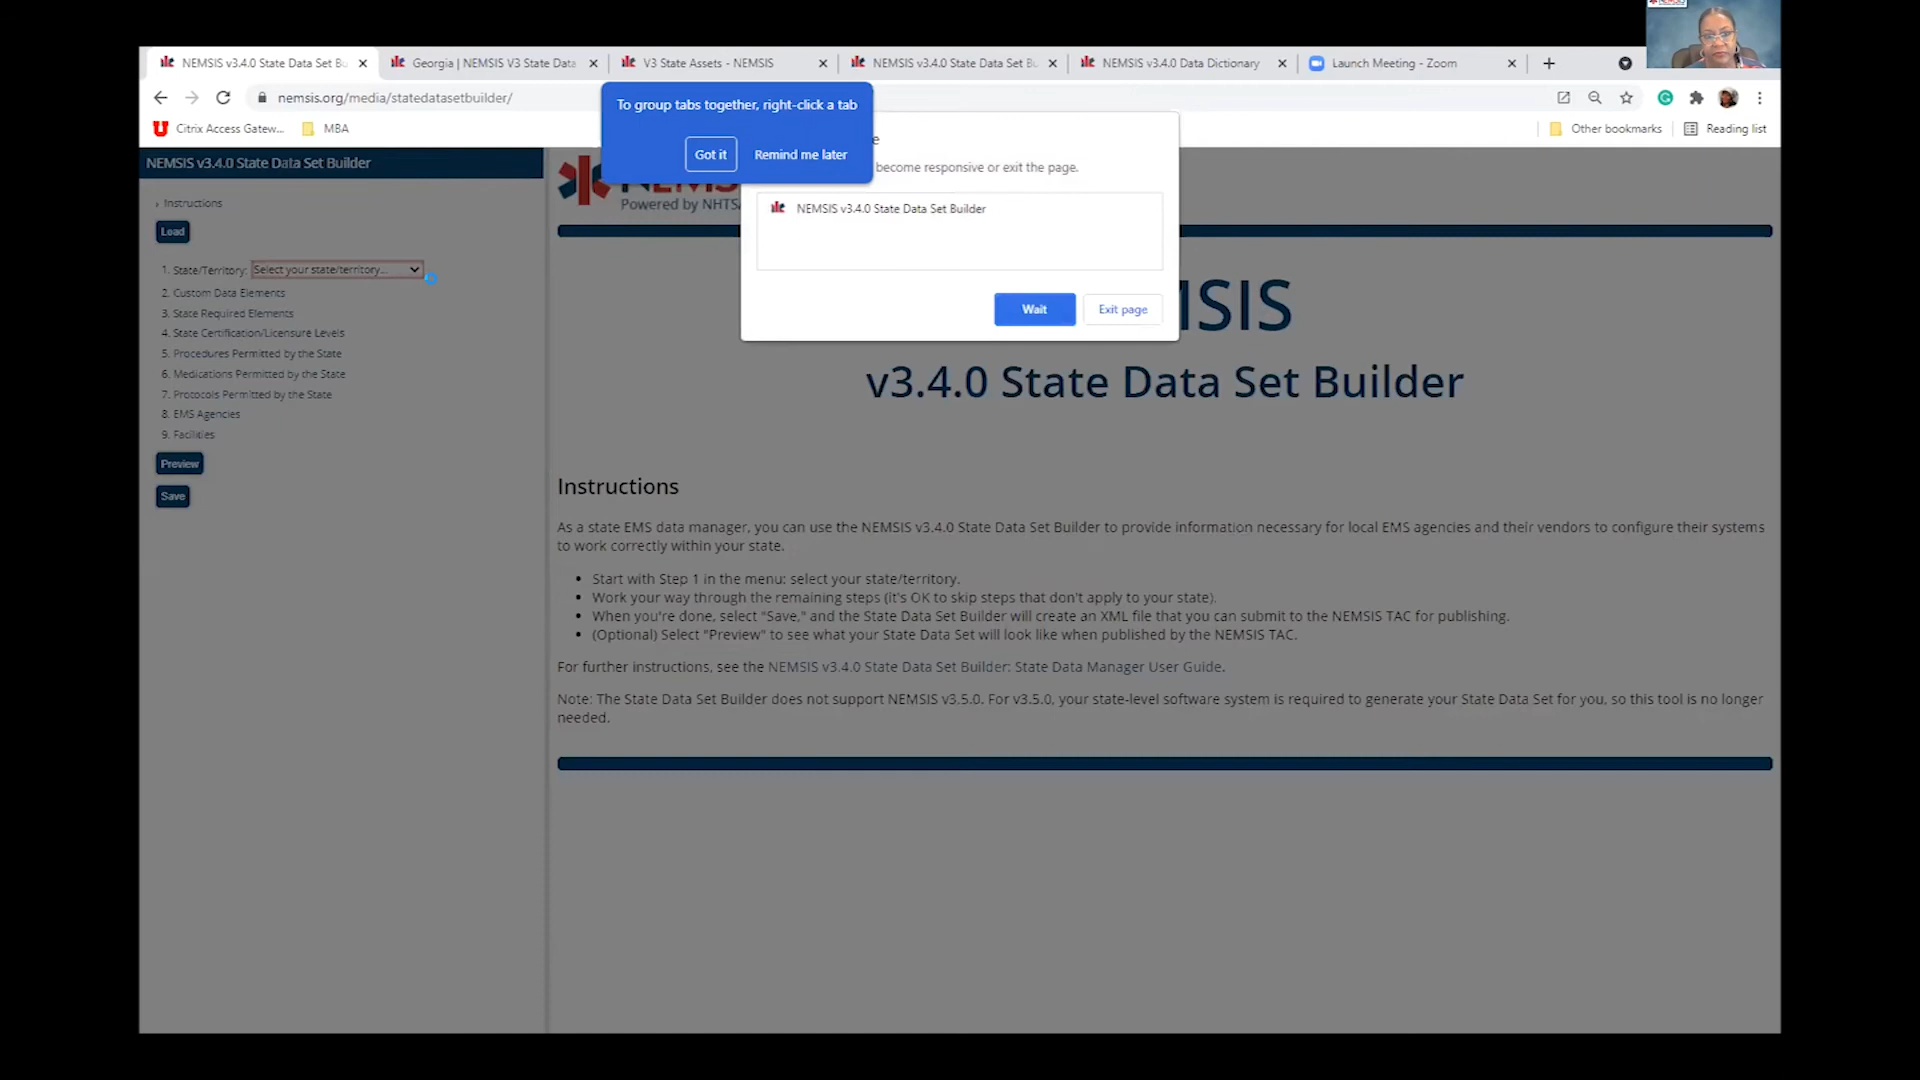 NEMSIS v3.4.0 State Data Set Bu
Georgia | NEMSIS V3 State Data
V3 State Assets - NEMSIS
NEMSIS v3.4.0 State Data Set Bu
NEMSIS v3.4.0 Data Dictionary
Launch Meeting - Zoom
nemsis.org/media/statedatasetbuilder/
Citrix Access Gatew...
MBA
Other bookmarks
Reading list
To group tabs together, right-click a tab
Got it
Remind me later
NEMSIS v3.4.0 State Data Set Builder
Instructions
Load
1. State/Territory: Select your state/territory...
2. Custom Data Elements
3. State Required Elements
4. State Certification/Licensure Levels
5. Procedures Permitted by the State
6. Medications Permitted by the State
7. Protocols Permitted by the State
8. EMS Agencies
9. Facilities
Preview
Save
Powered by NHTSA
e
become responsive or exit the page.
NEMSIS v3.4.0 State Data Set Builder
Wait
Exit page
MSIS
v3.4.0 State Data Set Builder
Instructions
As a state EMS data manager, you can use the NEMSIS v3.4.0 State Data Set Builder to provide information necessary for local EMS agencies and their vendors to configure their systems
to work correctly within your state.
• Start with Step 1 in the menu: select your state/territory.
• Work your way through the remaining steps (it's OK to skip steps that don't apply to your state).
• When you're done, select "Save," and the State Data Set Builder will create an XML file that you can submit to the NEMSIS TAC for publishing.
• (Optional) Select "Preview" to see what your State Data Set will look like when published by the NEMSIS TAC.
For further instructions, see the NEMSIS v3.4.0 State Data Set Builder: State Data Manager User Guide.
Note: The State Data Set Builder does not support NEMSIS v3.5.0. For v3.5.0, your state-level software system is required to generate your State Data Set for you, so this tool is no longer
needed.